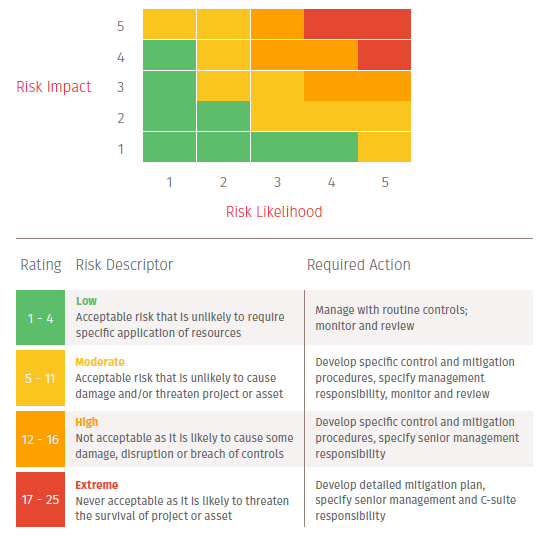 5
4
Risk Impact 3
2
1
1 2 3 4 5
Risk Likelihood
Rating Risk Descriptor Required Action
Low
1 - 4
Acceptable risk that is unlikely to require
specific application of resources
Manage with routine controls;
monitor and review
Moderate
5 - 11
Acceptable risk that is unlikely to cause
damage and/or threaten project or asset
Develop specific control and mitigation
procedures, specify management
responsibility, monitor and review
High
12 - 16
Not acceptable as it is likely to cause some
damage, disruption or breach of controls
Develop specific control and mitigation
procedures, specify senior management
responsibility
Extreme
17 - 25
Never acceptable as it is likely to threaten
the survival of project or asset
Develop detailed mitigation plan,
specify senior management and C-suite
responsibility